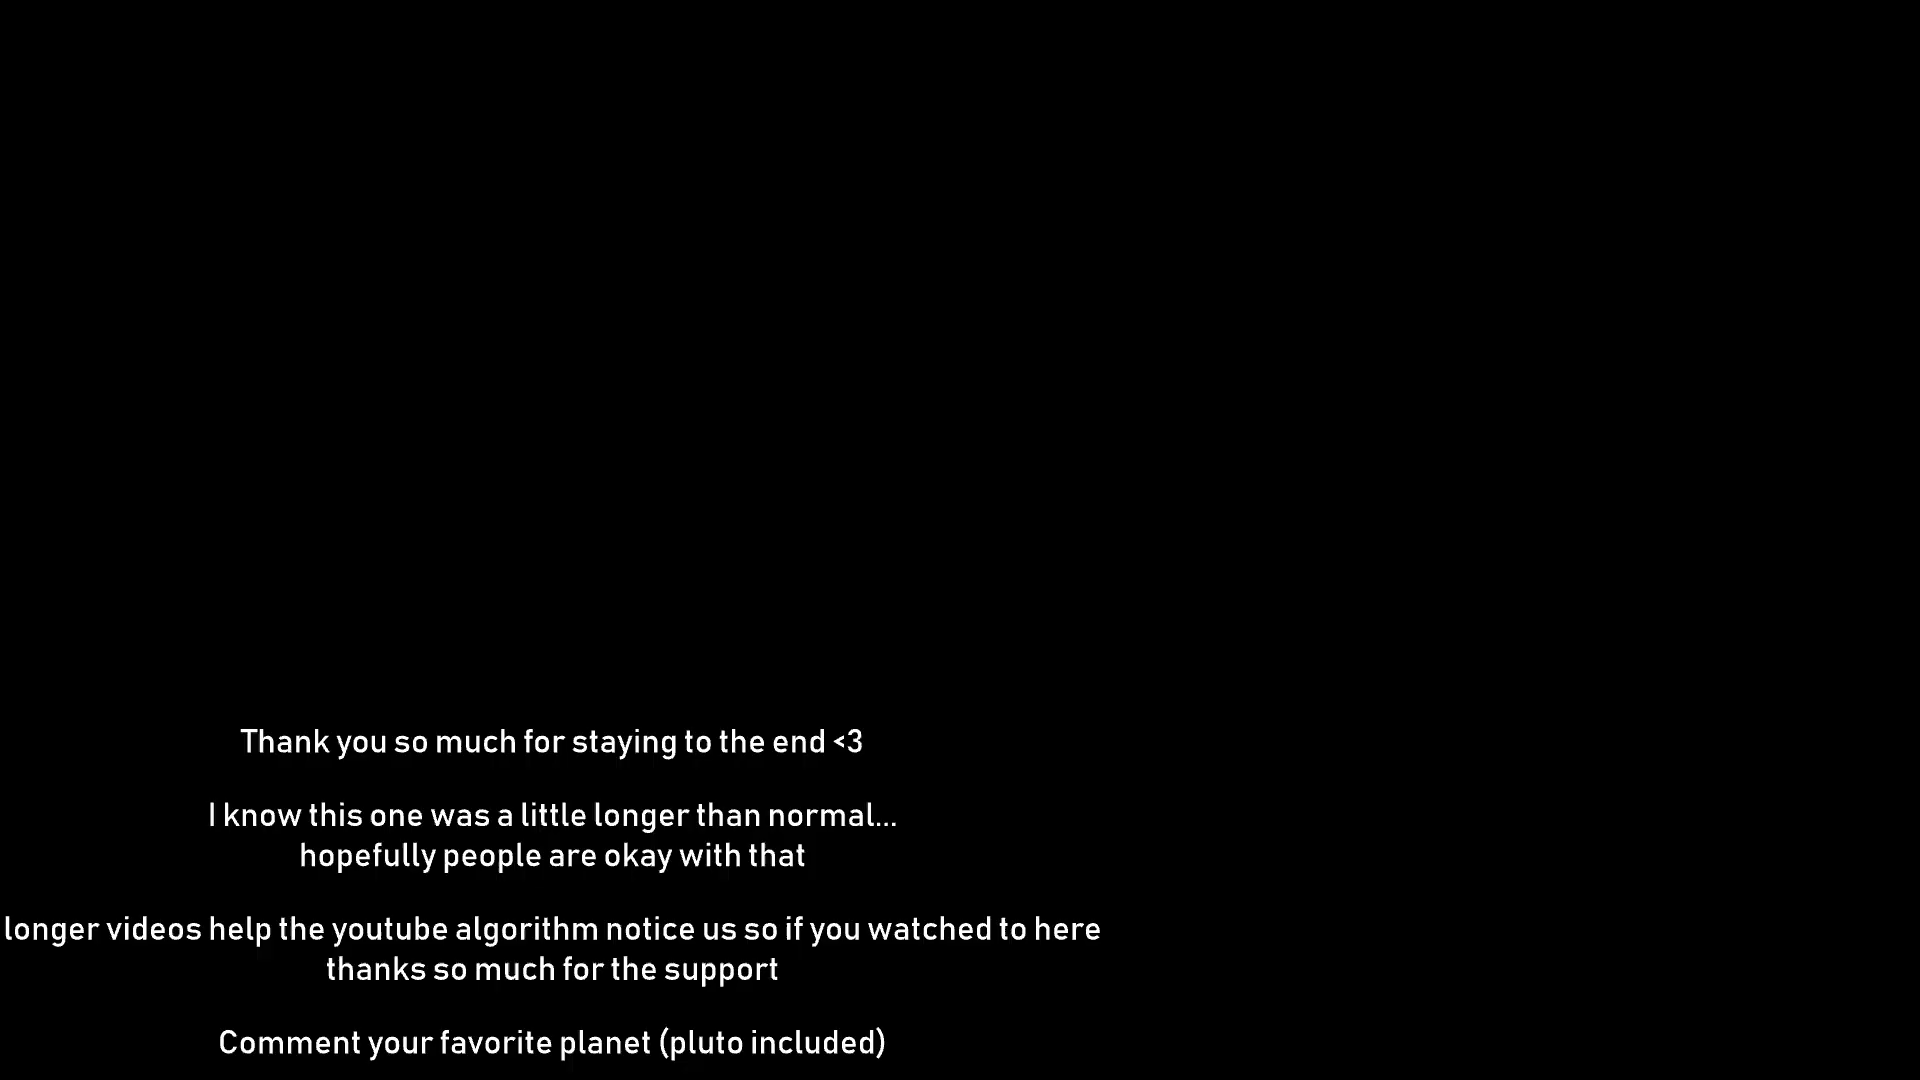 Thank you so much for staying to the end <3
I know this one was a little longer than normal...
hopefully people are okay with that
longer videos help the youtube algorithm notice us so if you watched to here
thanks so much for the support
Comment your favorite planet (pluto included)